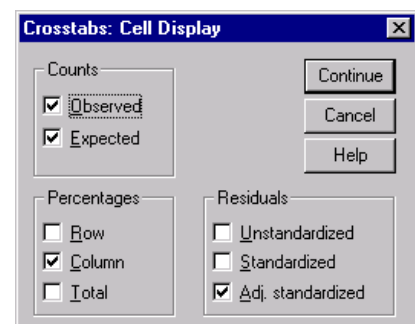 Crosstabs: Cell Display
Counts
Observed
Expected
Continue
Cancel
Help
Percentages
Row
Column
Total
Residuals
Unstandardized
Standardized
Adj. standardized